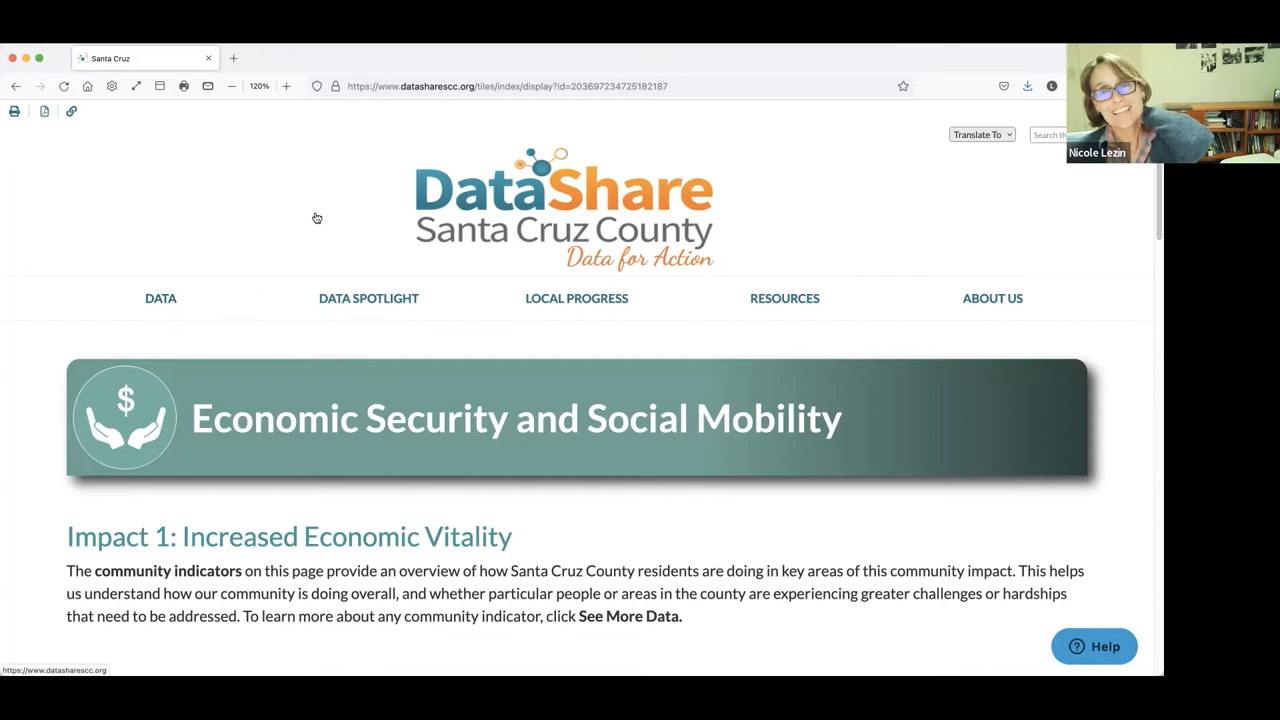 Santa Cruz
120%
https://www.datasharescc.org/tiles/index/display?id=203697234725182187
L
Translate To
Search th
Nicole Lezin
DataShare
Santa Cruz County
Data for Action
DATA
DATA SPOTLIGHT
LOCAL PROGRESS
RESOURCES
ABOUT US
$
Economic Security and Social Mobility
Impact 1: Increased Economic Vitality
The community indicators on this page provide an overview of how Santa Cruz County residents are doing in key areas of this community impact. This helps
us understand how our community is doing overall, and whether particular people or areas in the county are experiencing greater challenges or hardships
that need to be addressed. To learn more about any community indicator, click See More Data.
? Help
https://www.datasharescc.org